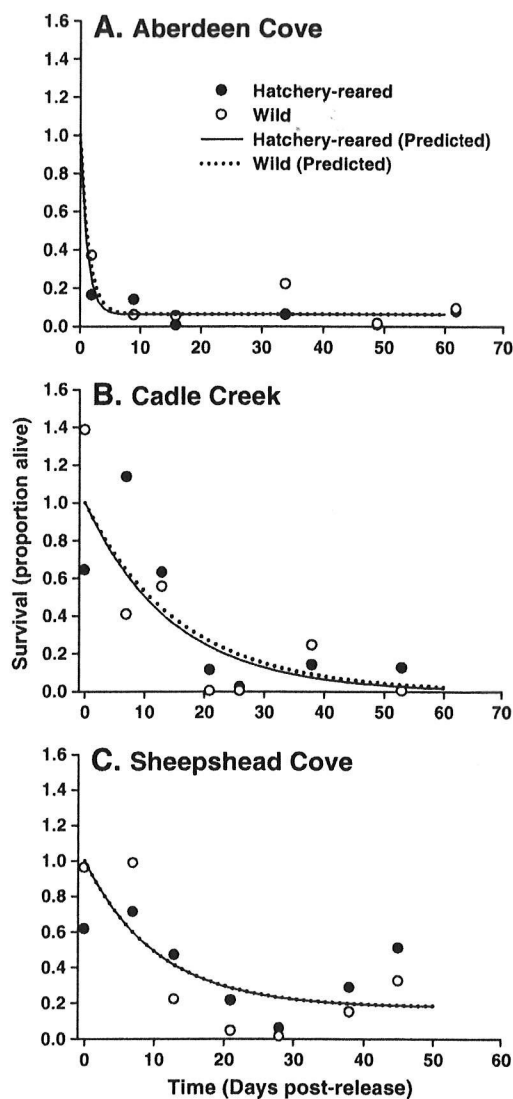 A. Aberdeen Cove
1.6
1.4
1.2
1.0
0.8
0.6
0.4
0.2
0.0
Hatchery-reared
Wild
Hatchery-reared (Predicted)
Wild (Predicted)
0 10 20 30 40 50 60 70
B. Cadle Creek
1.6
1.4
1.2
1.0
0.8
0.6
0.4
0.2
0.0
Survival (proportion alive)
0 10 20 30 40 50 60 70
C. Sheepshead Cove
1.6
1.4
1.2
1.0
0.8
0.6
0.4
0.2
0.0
0 10 20 30 40 50 60
Time (Days post-release)